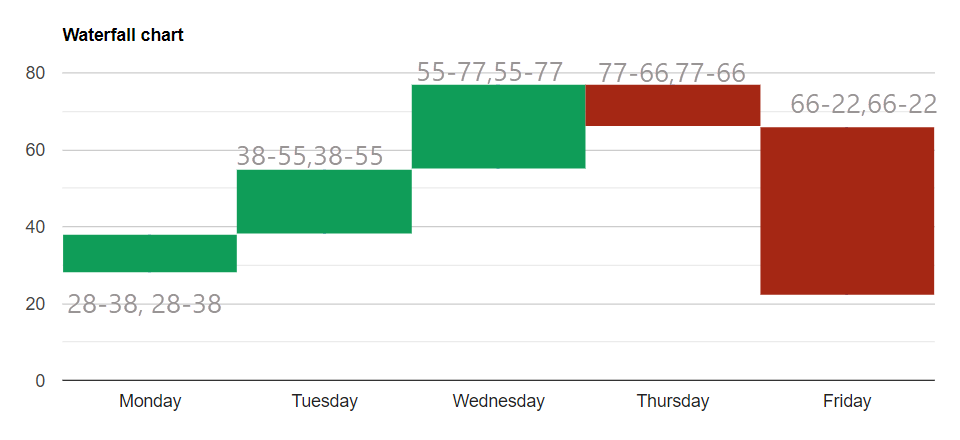 Waterfall chart
80
55-77,55-77
77-66,77-66
66-22,66-22
60
38-55,38-55
40
20
28-38, 28-38
0
Monday
Tuesday
Wednesday
Thursday
Friday